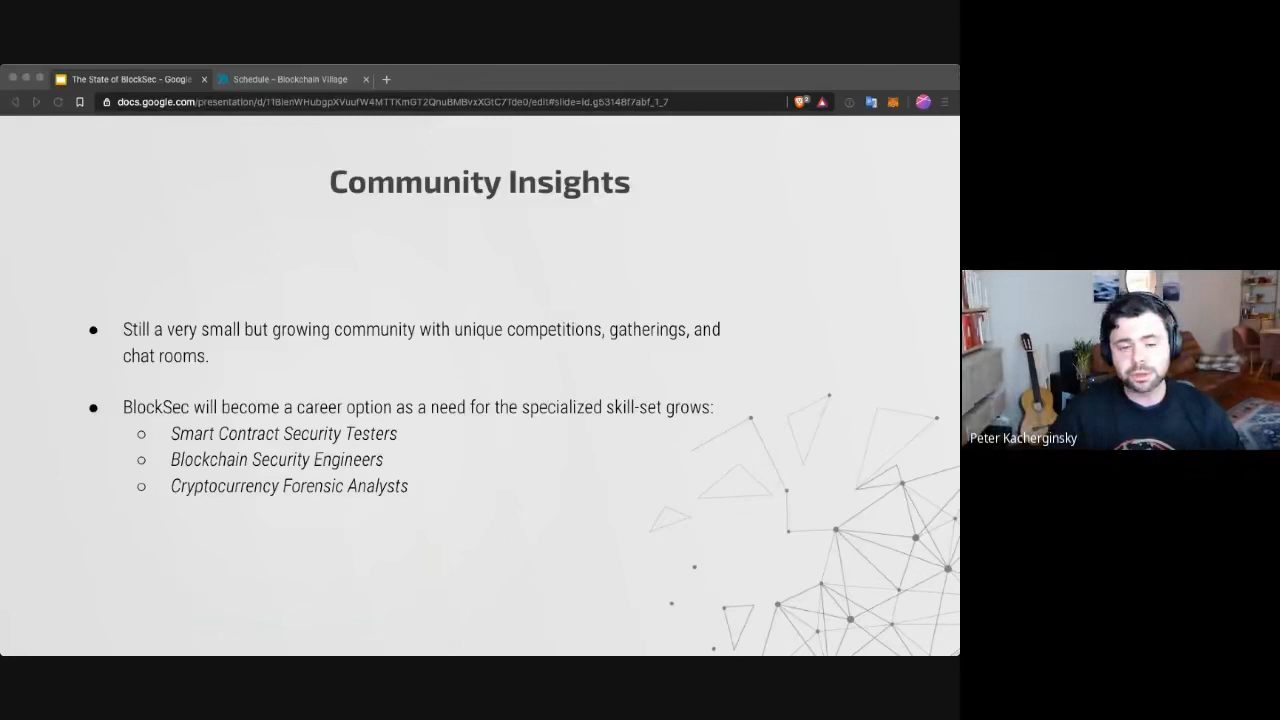 The State of BlockSec - Google
Schedule – Blockchain Village
Community Insights
● Still a very small but growing community with unique competitions, gatherings, and
chat rooms.
● BlockSec will become a career option as a need for the specialized skill-set grows:
○ Smart Contract Security Testers
○ Blockchain Security Engineers
○ Cryptocurrency Forensic Analysts
Peter Kacherginsky